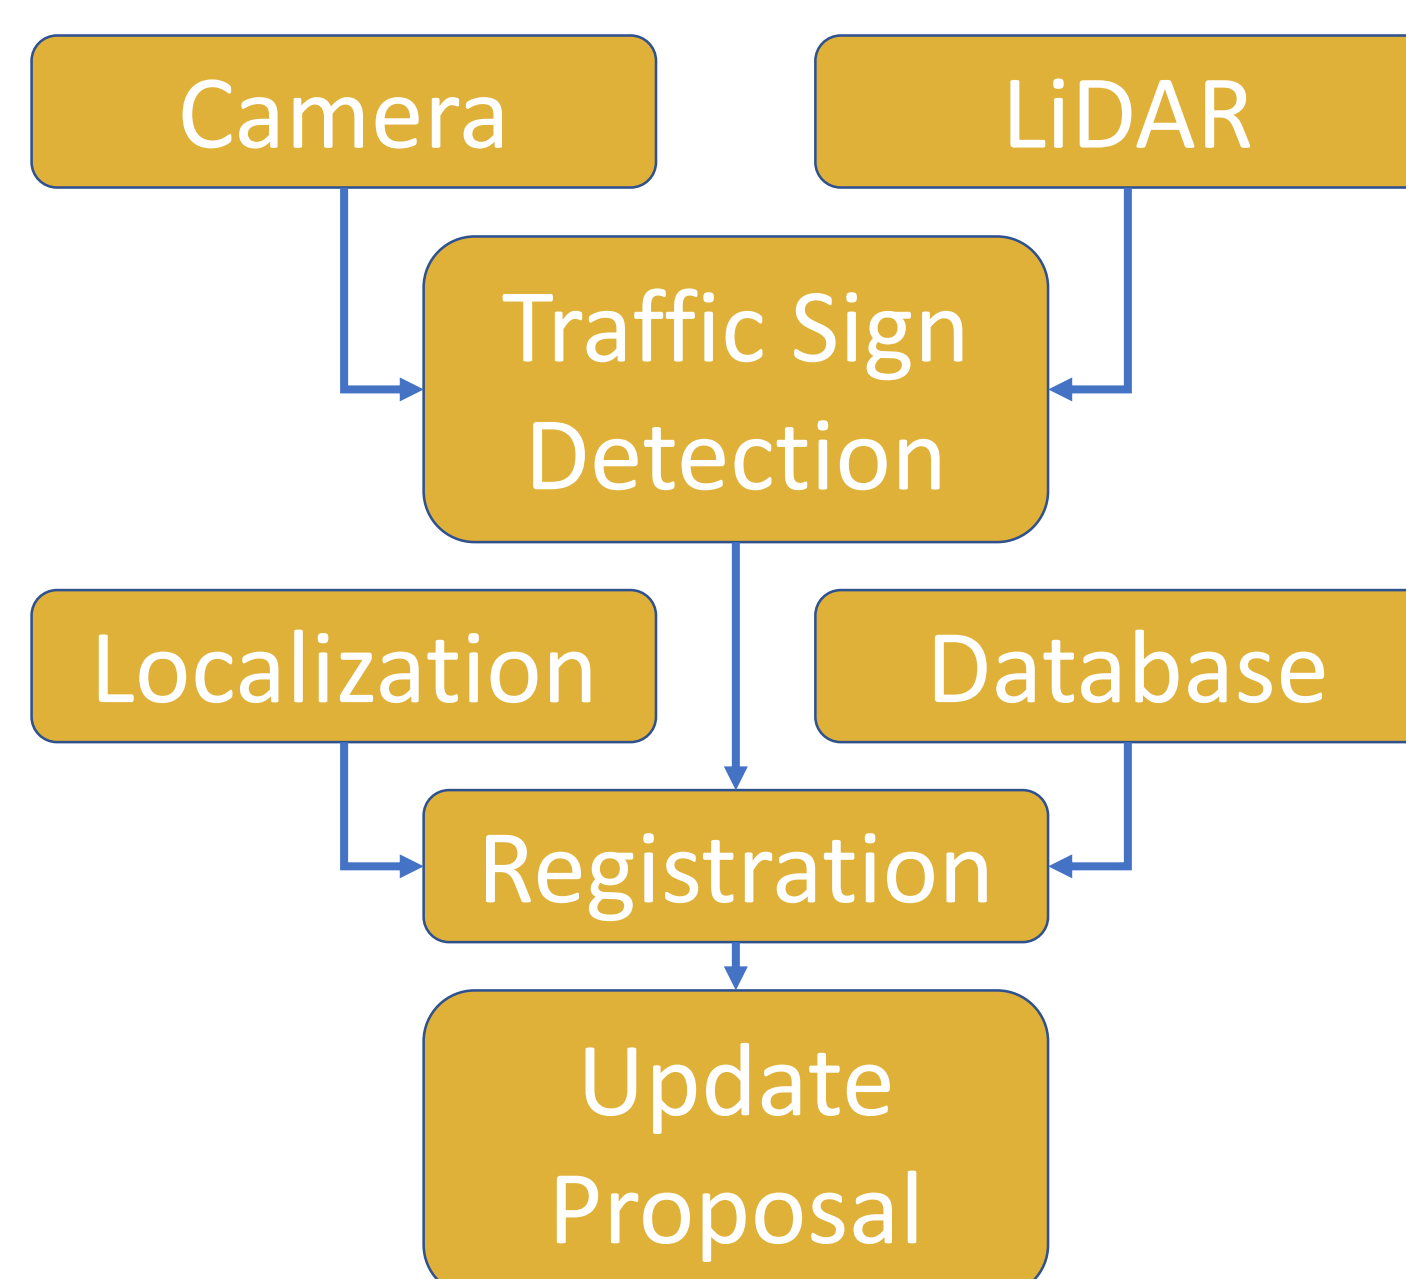 Camera
LiDAR
Traffic Sign
Detection
Localization
Database
Registration
Update
Proposal